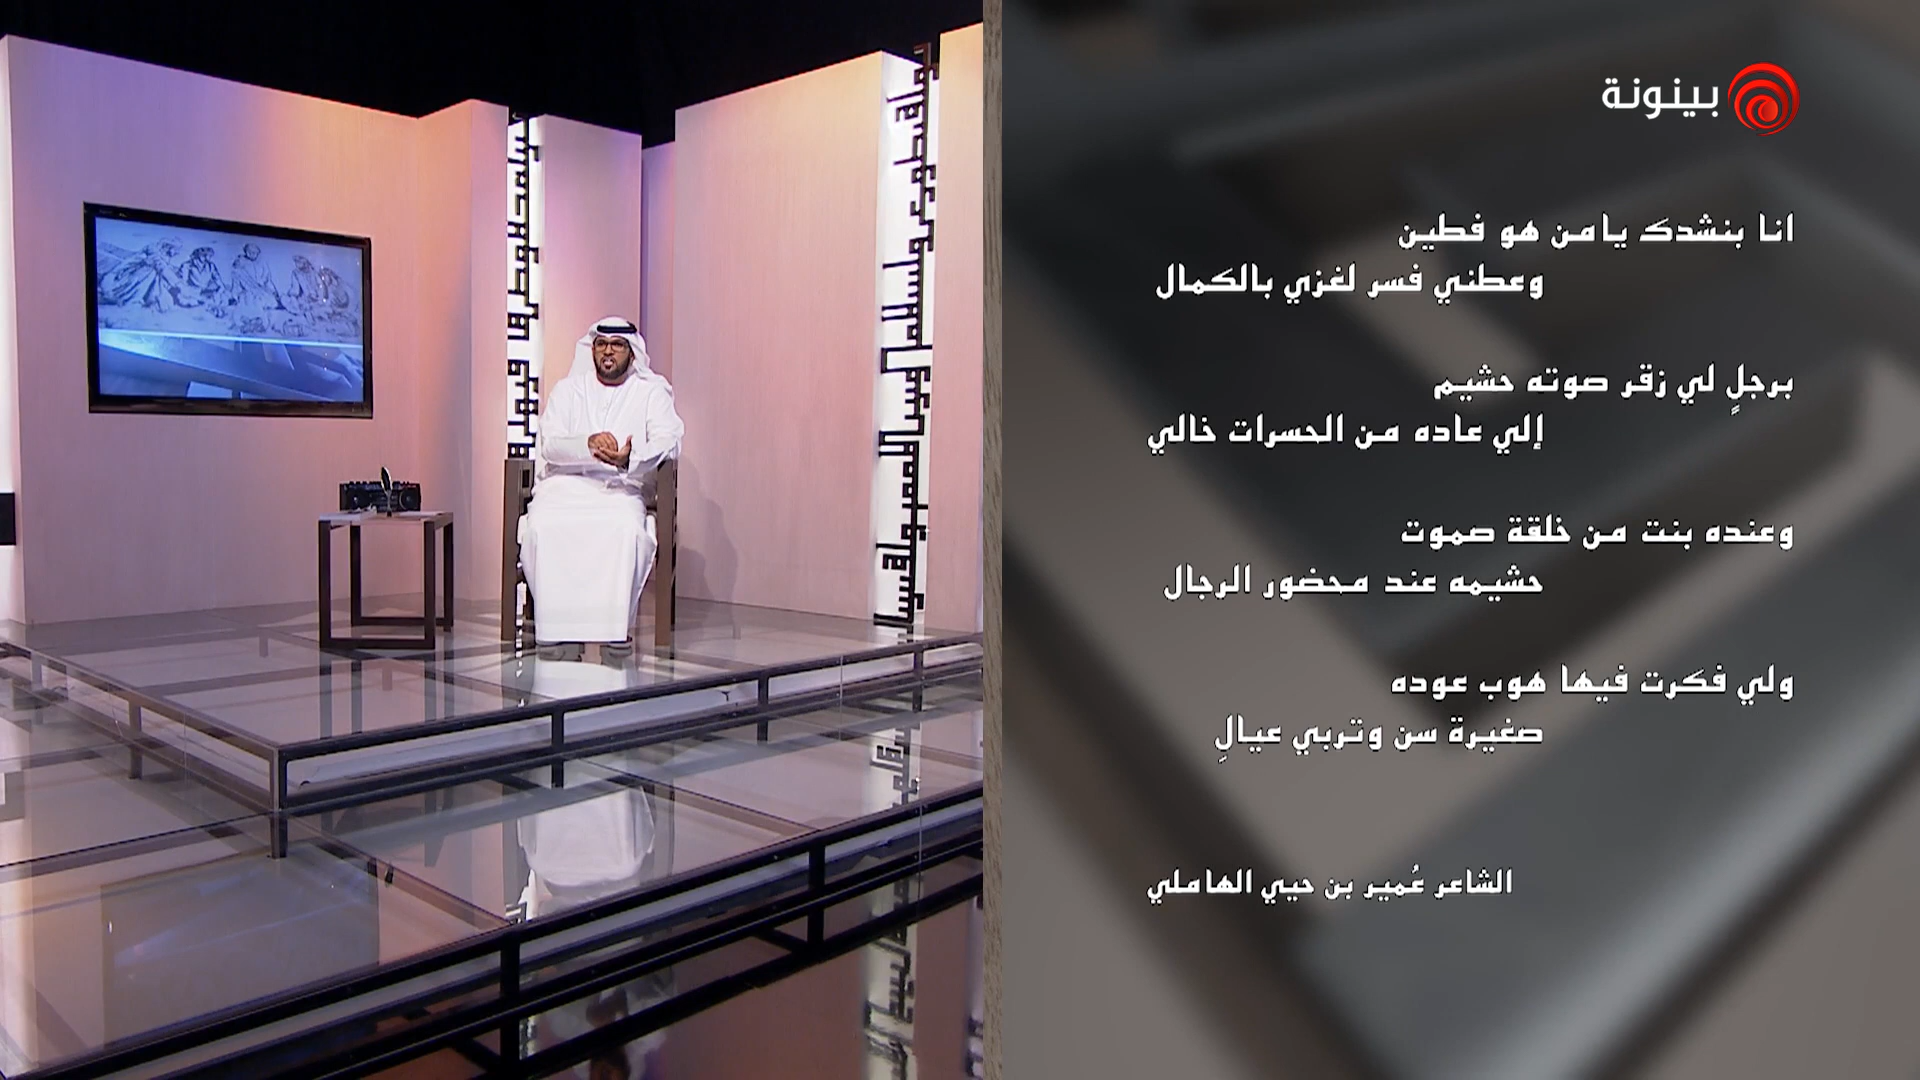 بينونة
انا بنشدك يامن هو فطين
وعطني فسر لغزي بالكمال
برجلٍ لي زقر صوته حشيم
إلي عاده من الحسرات خالي
وعنده بنت من خلقة صموت
حشيمه عند محضور الرجال
ولي فكرت فيها هوب عوده
صغيرة سن وتربي عيالِ
الشاعر عُمير بن حيي الهاملي